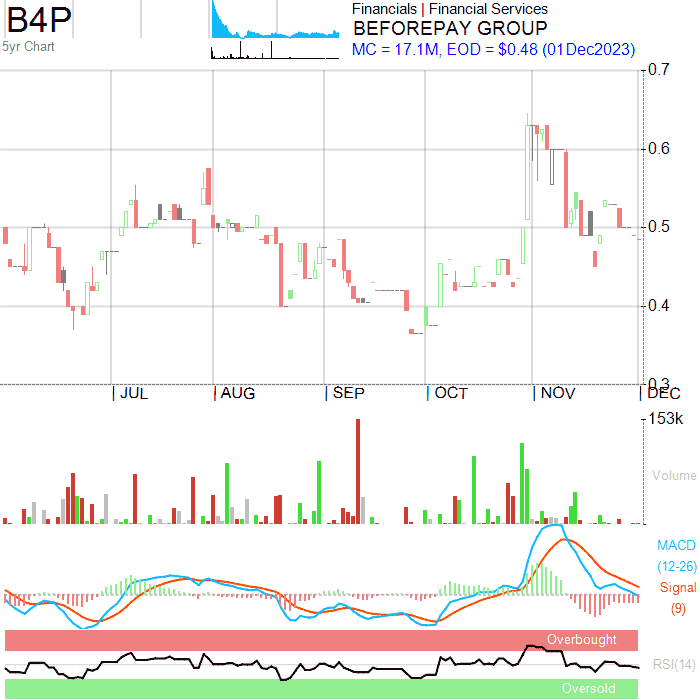 B4P
5yr Chart
Financials | Financial Services
BEFOREPAY GROUP
MC = 17.1M, EOD = $0.48 (01Dec2023)
0.7
0.6
0.5
0.4
0.3
| JUL | AUG | SEP | OCT | NOV | DEC
153k
Volume
MACD
(12-26)
Signal
(9)
Overbought
RSI(14)
Oversold